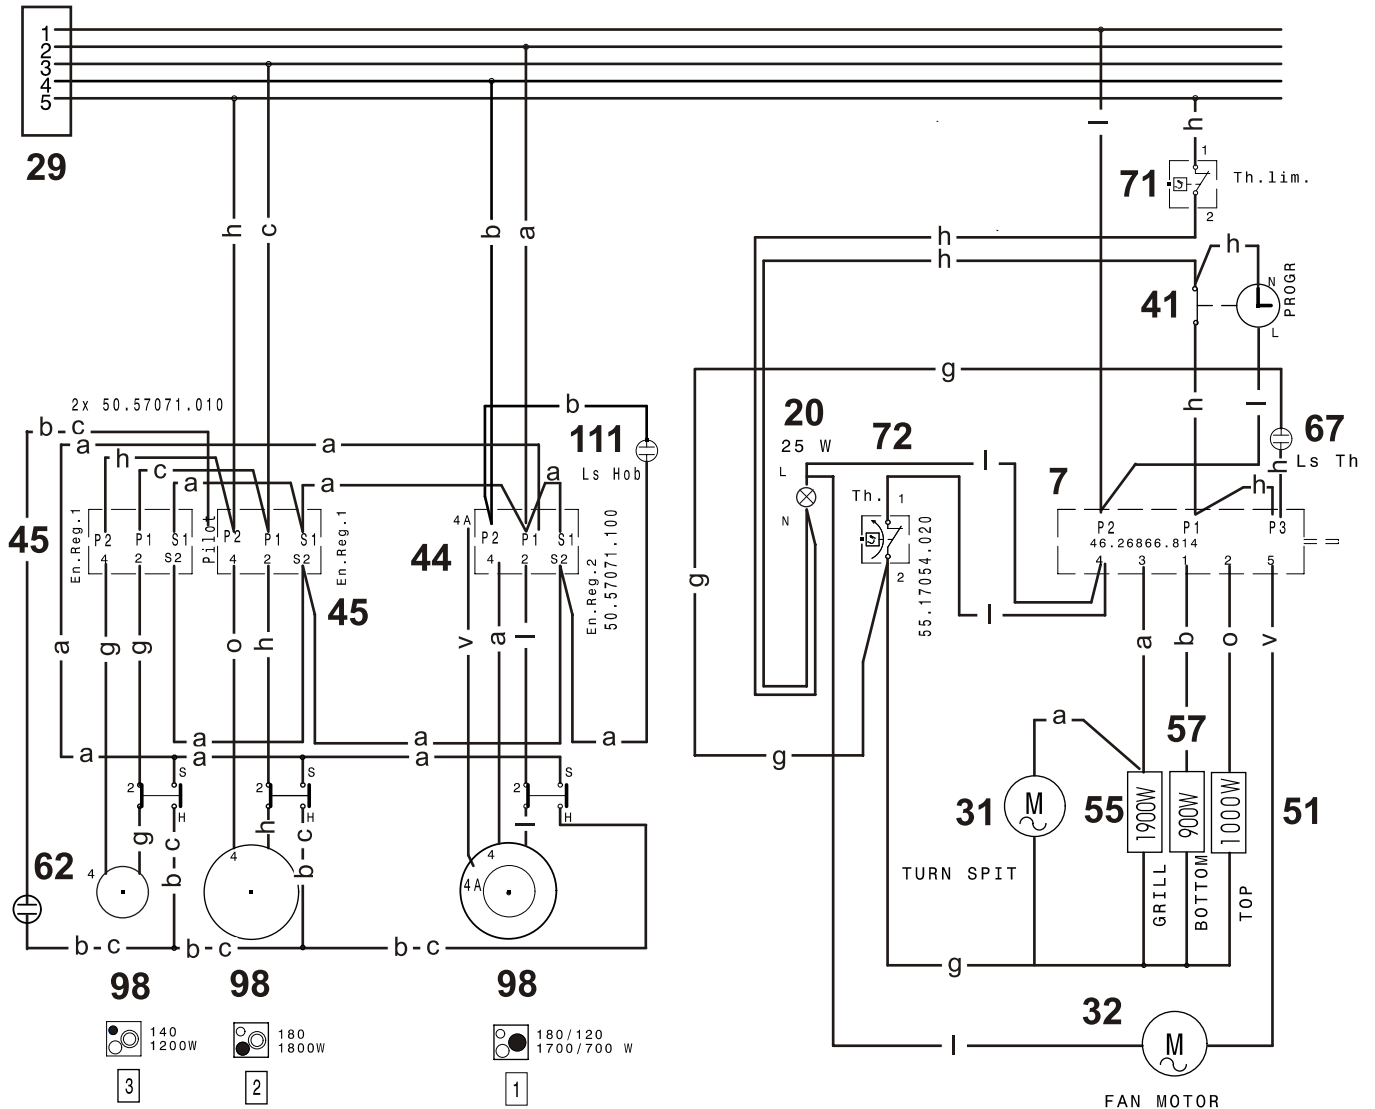 1
2
3
4
5
29
l
h
1
71
Th.lim.
2
h
c
b
a
h
h
h
N
PROGR
41
L
g
2x 50.57071.010
b
b-c
a
a
111
Ls Hob
20
25 W
L
N
72
l
h
l
67
Ls Th
h
h
7
h
c
a
a
a
4A
Th.
1
2
55.17054.020
45
En.Reg.1
P2
P1
S1
4
2
S2
Pilot
P2
P1
S1
4
2
S2
En.Reg.1
45
44
P2
P1
S1
4
2
S2
En.Reg.2
50.57071.100
P2
P1
P3
46.26866.814
4
3
1
2
5
g
l
a
g
g
o
h
v
a
l
a
b
o
v
a
a
a
a
a
a
g
a
57
S
2
H
S
2
H
S
2
H
g
h
l
b-c
b-c
31
M
55
1900W
900W
1000W
51
62
4
4
4
4A
TURN SPIT
GRILL
BOTTOM
TOP
b-c
b-c
b-c
g
98
98
98
32
140
1200W
180
1800W
180/120
1700/700 W
l
M
3
2
1
FAN MOTOR